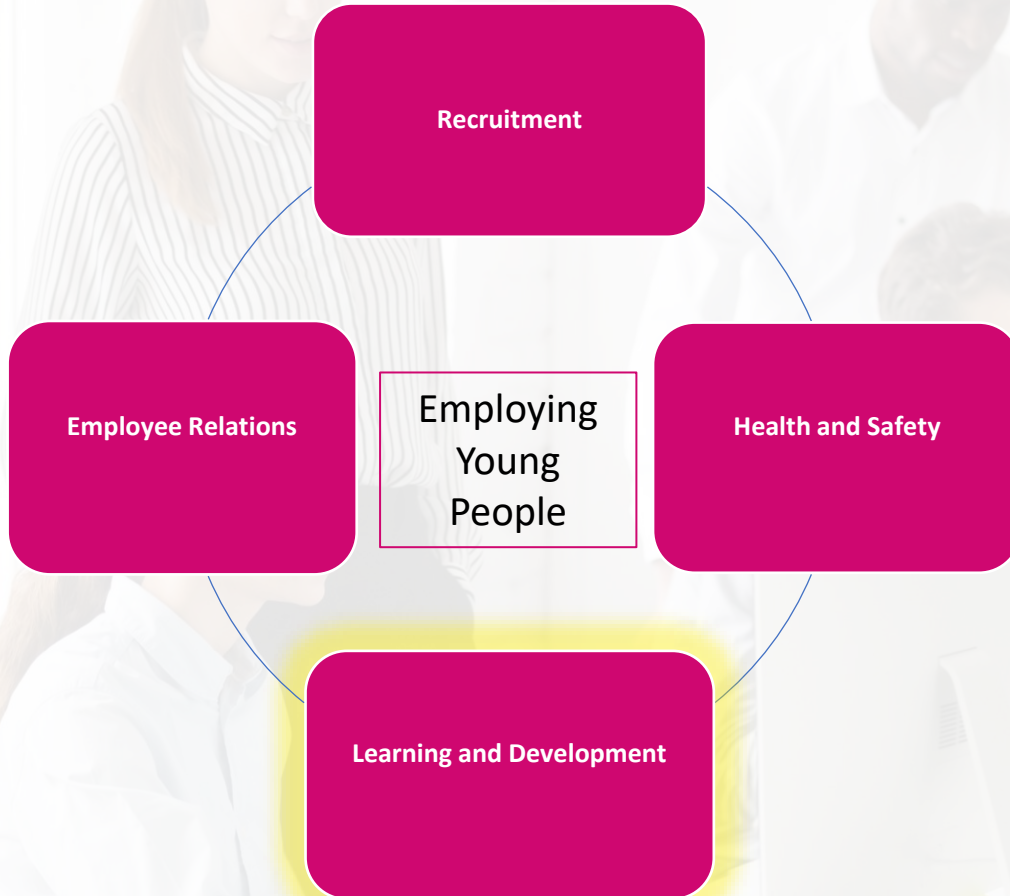 Recruitment
Employee Relations
Employing
Young
People
Health and Safety
Learning and Development